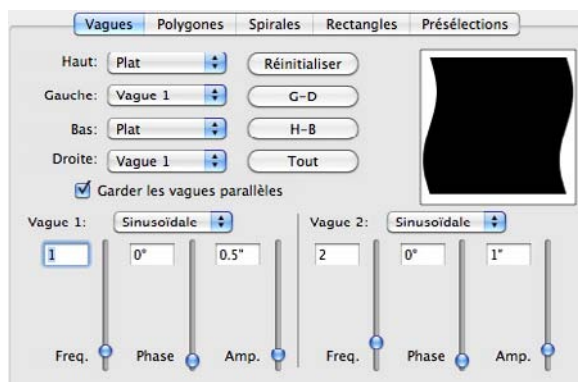 Vagues Polygones Spirales Rectangles Présélections
Haut: Plat Réinitialiser
Gauche: Vague 1 G-D
Bas: Plat H-B
Droite: Vague 1 Tout
Garder les vagues parallèles
Vague 1: Sinusoïdale Vague 2: Sinusoïdale
1 0° 0.5" 2 0° 1"
Freq. Phase Amp. Freq. Phase Amp.